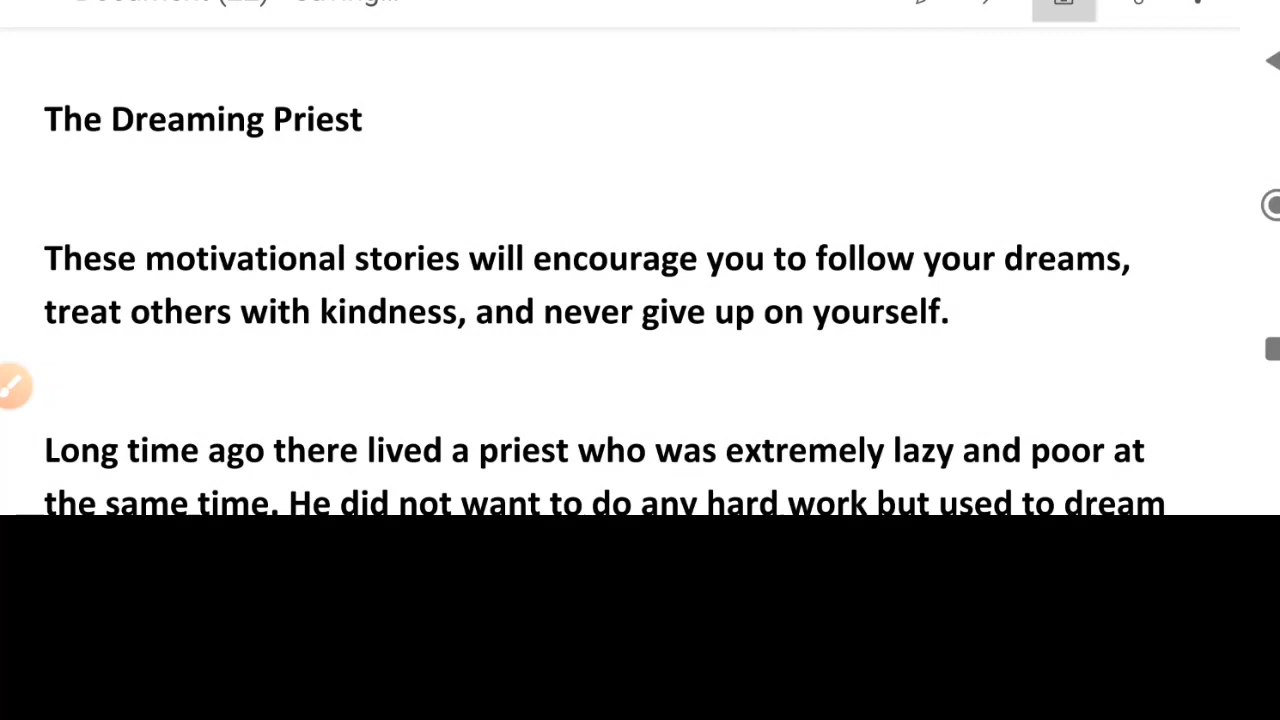 The Dreaming Priest
These motivational stories will encourage you to follow your dreams,
treat others with kindness, and never give up on yourself.
Long time ago there lived a priest who was extremely lazy and poor at
the same time. He did not want to do any hard work but used to dream